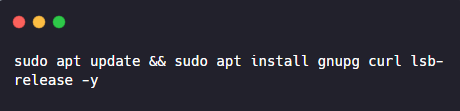 sudo apt update && sudo apt install gnupg curl lsb-
release -y